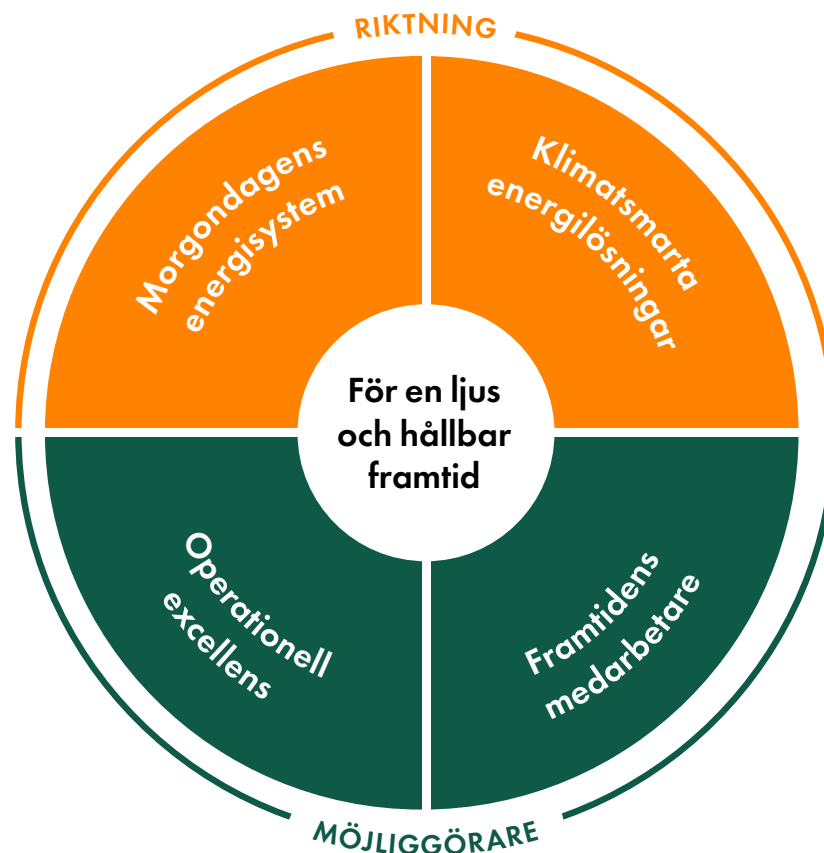 RIKTNING
Morgondagens
energisystem
Klimatsmarta
energilösningar
För en ljus
och hållbar
framtid
Operationell
excellens
Framtidens
medarbetare
MÖJLIGGÖRARE